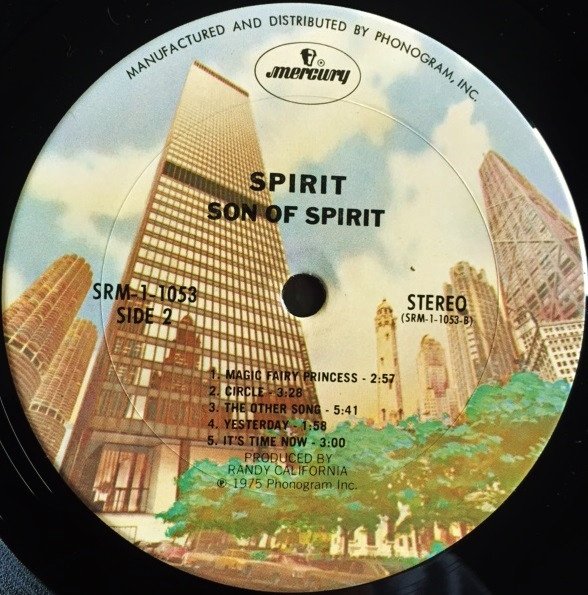 MANUFACTURED AND DISTRIBUTED BY PHONOGRAM, INC.
mercury
SPIRIT
SON OF SPIRIT
SRM-1-1053
SIDE 2
STEREO
(SRM-1-1053-B)
1. MAGIC FAIRY PRINCESS - 2:57
2. CIRCLE - 3:28
3. THE OTHER SONG - 5:41
4. YESTERDAY - 1:58
5. IT'S TIME NOW - 3:00
PRODUCED BY
RANDY CALIFORNIA
℗ 1975 Phonogram Inc.